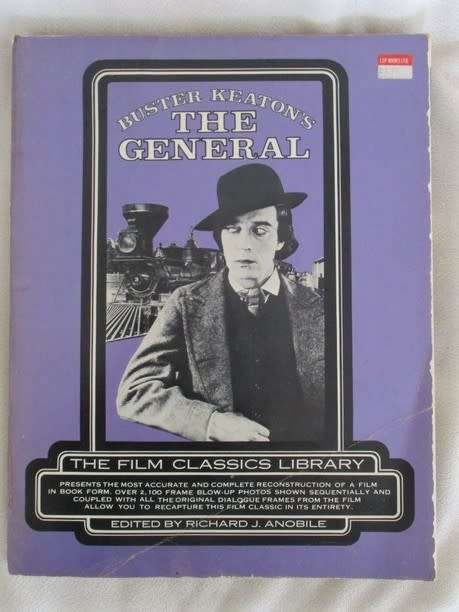 BUSTER KEATON'S
THE
GENERAL
THE FILM CLASSICS LIBRARY
PRESENTS THE MOST ACCURATE AND COMPLETE RECONSTRUCTION OF A FILM
IN BOOK FORM. OVER 2,100 FRAME BLOW-UP PHOTOS SHOWN SEQUENTIALLY AND
COUPLED WITH ALL THE ORIGINAL DIALOGUE FRAMES FROM THE FILM
ALLOW YOU TO RECAPTURE THIS FILM CLASSIC IN ITS ENTIRETY.
EDITED BY RICHARD J. ANOBILE